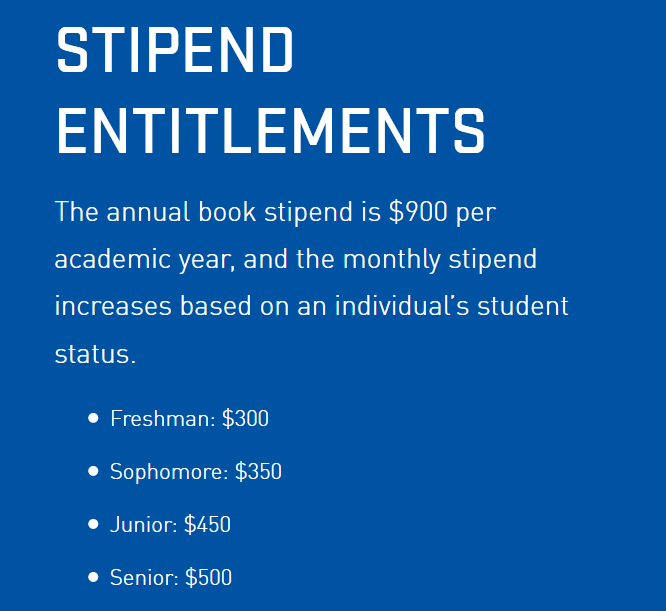 STIPEND
ENTITLEMENTS
The annual book stipend is $900 per
academic year, and the monthly stipend
increases based on an individual’s student
status.
• Freshman: $300
• Sophomore: $350
• Junior: $450
• Senior: $500